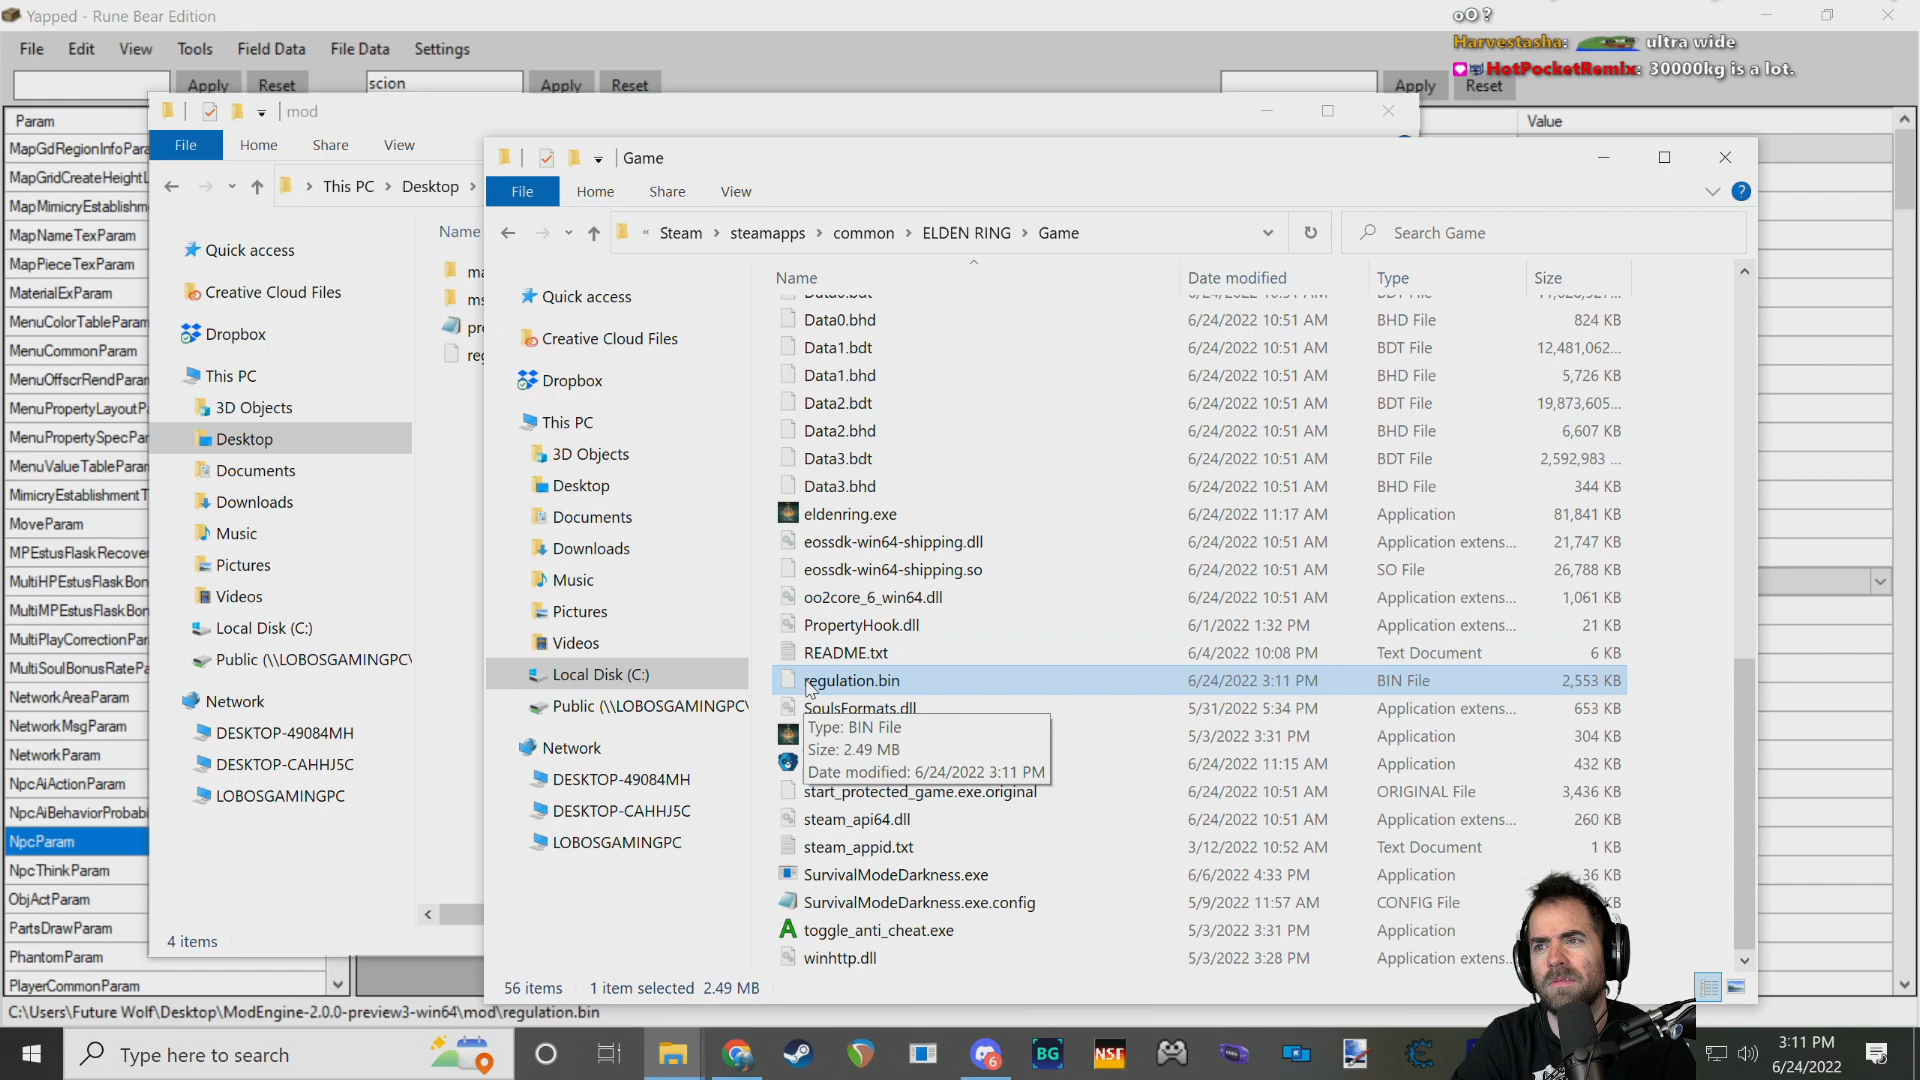 Yapped - Rune Bear Edition
oO ?
Harvestasha: ultra wide
HotPocketRemix: 30000kg is a lot.
File Edit View Tools Field Data File Data Settings
Apply Reset scion Apply Reset Apply Reset
Param
MapGdRegionInfoPara
MapGridCreateHeightL
MapMimicryEstablishm
MapNameTexParam
MapPieceTexParam
MaterialExParam
MenuColorTableParam
MenuCommonParam
MenuOffscrRendParam
MenuPropertyLayoutPa
MenuPropertySpecPar
MenuValueTableParam
MimicryEstablishmentT
MoveParam
MPEstusFlaskRecove
MultiHPEstusFlaskBon
MultiMPEstusFlaskBon
MultiPlayCorrectionPar
MultiSoulBonusRatePa
NetworkAreaParam
NetworkMsgParam
NetworkParam
NpcAiActionParam
NpcAiBehaviorProbabi
NpcParam
NpcThinkParam
ObjActParam
PartsDrawParam
PhantomParam
PlayerCommonParam
Value
mod
File Home Share View
This PC Desktop
Name
Quick access
Creative Cloud Files
Dropbox
This PC
3D Objects
Desktop
Documents
Downloads
Music
Pictures
Videos
Local Disk (C:)
Public (\\LOBOSGAMINGPC\
Network
DESKTOP-49084MH
DESKTOP-CAHHJ5C
LOBOSGAMINGPC
4 items
Game
File Home Share View
« Steam steamapps common ELDEN RING Game
Search Game
Quick access
Creative Cloud Files
Dropbox
This PC
3D Objects
Desktop
Documents
Downloads
Music
Pictures
Videos
Local Disk (C:)
Public (\\LOBOSGAMINGPC\
Network
DESKTOP-49084MH
DESKTOP-CAHHJ5C
LOBOSGAMINGPC
Name Date modified Type Size
Data0.bhd 6/24/2022 10:51 AM BHD File 824 KB
Data1.bdt 6/24/2022 10:51 AM BDT File 12,481,062...
Data1.bhd 6/24/2022 10:51 AM BHD File 5,726 KB
Data2.bdt 6/24/2022 10:51 AM BDT File 19,873,605...
Data2.bhd 6/24/2022 10:51 AM BHD File 6,607 KB
Data3.bdt 6/24/2022 10:51 AM BDT File 2,592,983 ...
Data3.bhd 6/24/2022 10:51 AM BHD File 344 KB
eldenring.exe 6/24/2022 11:17 AM Application 81,841 KB
eossdk-win64-shipping.dll 6/24/2022 10:51 AM Application extens... 21,747 KB
eossdk-win64-shipping.so 6/24/2022 10:51 AM SO File 26,788 KB
oo2core_6_win64.dll 6/24/2022 10:51 AM Application extens... 1,061 KB
PropertyHook.dll 6/1/2022 1:32 PM Application extens... 21 KB
README.txt 6/4/2022 10:08 PM Text Document 6 KB
regulation.bin 6/24/2022 3:11 PM BIN File 2,553 KB
SoulsFormats.dll 5/31/2022 5:34 PM Application extens... 653 KB
5/3/2022 3:31 PM Application 304 KB
6/24/2022 11:15 AM Application 432 KB
start_protected_game.exe.original 6/24/2022 10:51 AM ORIGINAL File 3,436 KB
steam_api64.dll 6/24/2022 10:51 AM Application extens... 260 KB
steam_appid.txt 3/12/2022 10:52 AM Text Document 1 KB
SurvivalModeDarkness.exe 6/6/2022 4:33 PM Application 36 KB
SurvivalModeDarkness.exe.config 5/9/2022 11:57 AM CONFIG File KB
toggle_anti_cheat.exe 5/3/2022 3:31 PM Application
winhttp.dll 5/3/2022 3:28 PM Application extens...
Type: BIN File
Size: 2.49 MB
Date modified: 6/24/2022 3:11 PM
56 items 1 item selected 2.49 MB
C:\Users\Future Wolf\Desktop\ModEngine-2.0.0-preview3-win64\mod\regulation.bin
Type here to search
6
BG
NSF
3:11 PM
6/24/2022